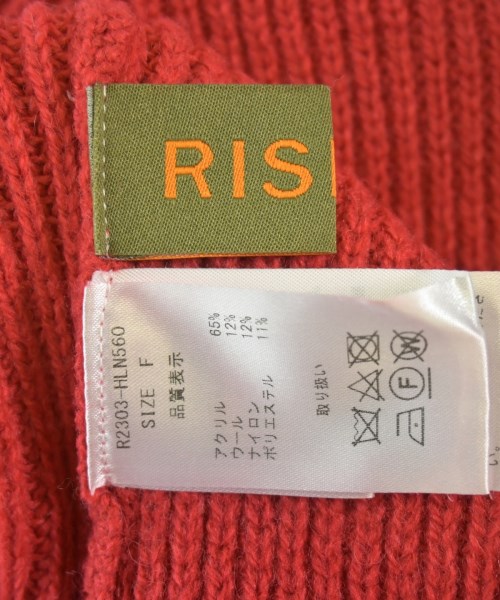 RIS
R2303-HLN560
SIZE F
品質表示
アクリル 65%
ウール 12%
ナイロン 12%
ポリエステル 11%
取り扱い
F